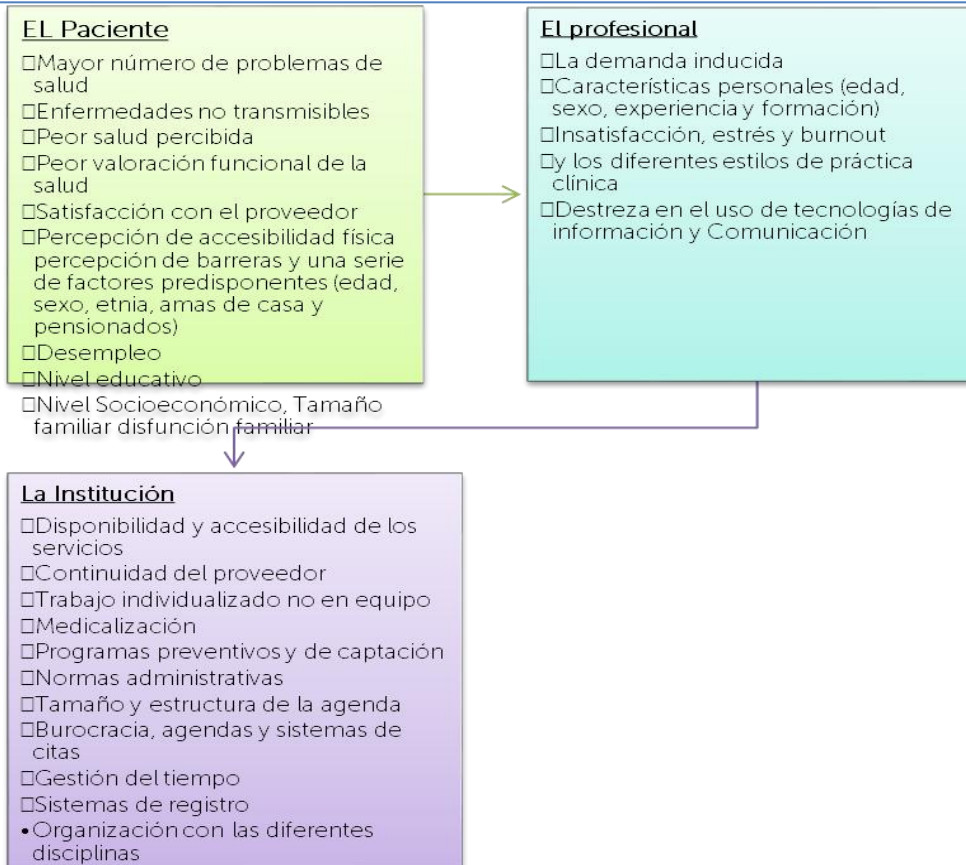 EL Paciente
□Mayor número de problemas de
salud
□Enfermedades no transmisibles
□Peor salud percibida
□Peor valoración funcional de la
salud
□Satisfacción con el proveedor
□Percepción de accesibilidad física
percepción de barreras y una serie
de factores predisponentes (edad,
sexo, etnia, amas de casa y
pensionados)
□Desempleo
□Nivel educativo
□Nivel Socioeconómico, Tamaño
familiar disfunción familiar
El profesional
□La demanda inducida
□Características personales (edad,
sexo, experiencia y formación)
□Insatisfacción, estrés y burnout
□y los diferentes estilos de práctica
clínica
□Destreza en el uso de tecnologías de
información y Comunicación
La Institución
□Disponibilidad y accesibilidad de los
servicios
□Continuidad del proveedor
□Trabajo individualizado no en equipo
□Medicalización
□Programas preventivos y de captación
□Normas administrativas
□Tamaño y estructura de la agenda
□Burocracia, agendas y sistemas de
citas
□Gestión del tiempo
□Sistemas de registro
•Organización con las diferentes
disciplinas